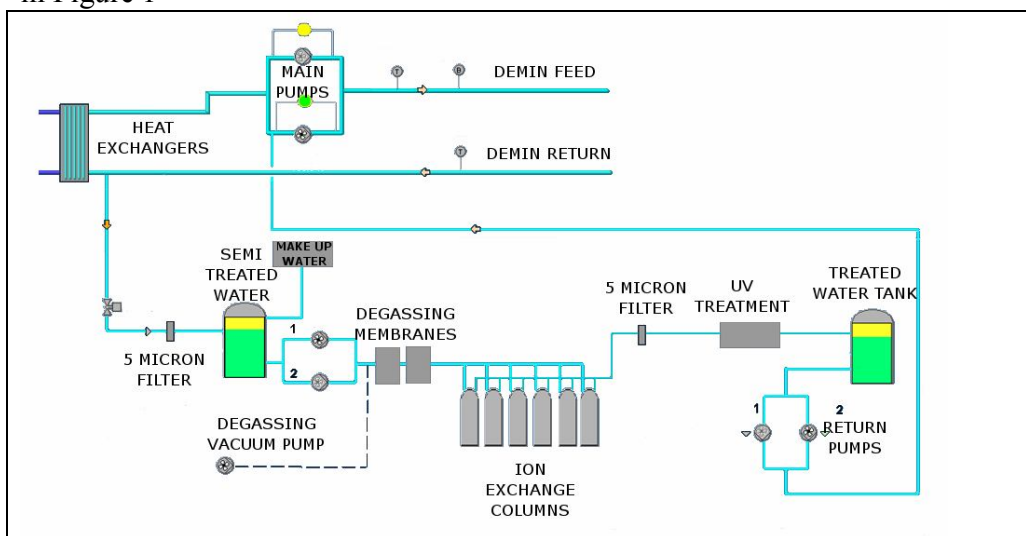 in Figure 1
MAIN
PUMPS
T
B
DEMIN FEED
HEAT
EXCHANGERS
T
DEMIN RETURN
SEMI
TREATED
WATER
MAKE UP
WATER
5 MICRON
FILTER
1
2
DEGASSING
MEMBRANES
DEGASSING
VACUUM PUMP
ION
EXCHANGE
COLUMNS
5 MICRON
FILTER
UV
TREATMENT
TREATED
WATER TANK
1
2
RETURN
PUMPS